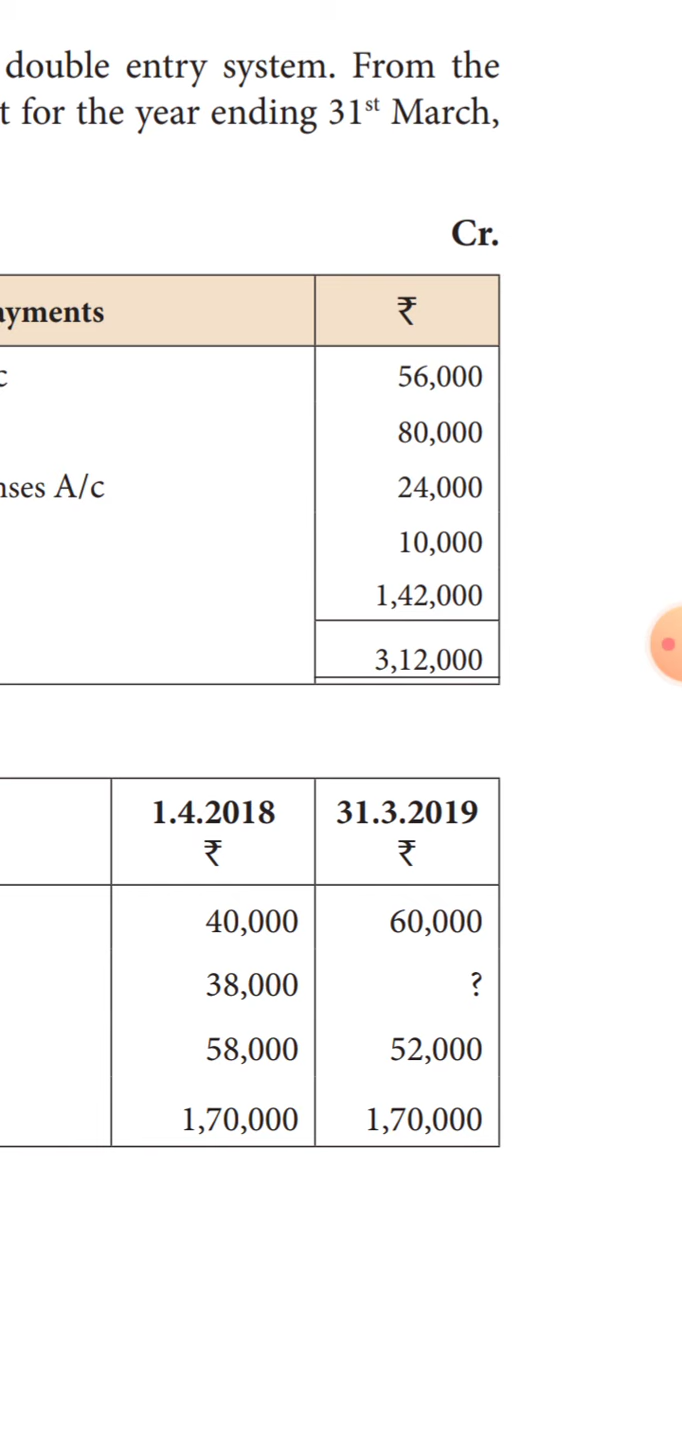 double entry system. From the
t for the year ending 31st March,
Cr.
ayments ₹
c 56,000
80,000
nses A/c 24,000
10,000
1,42,000
3,12,000
1.4.2018 31.3.2019
₹ ₹
40,000 60,000
38,000 ?
58,000 52,000
1,70,000 1,70,000